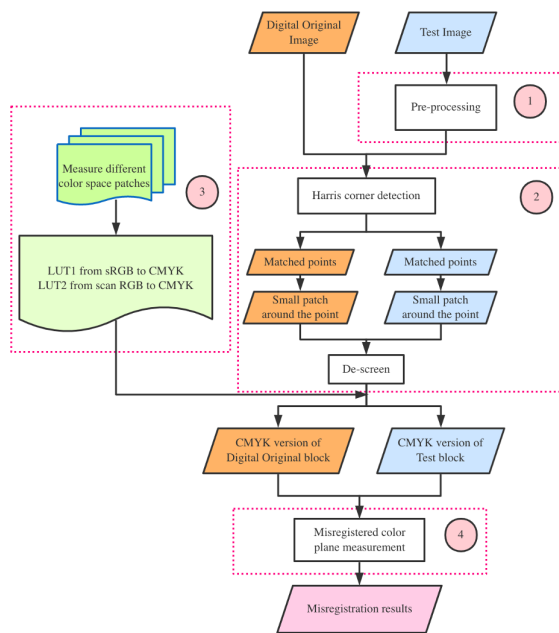 Digital Original
Image
Test Image
1
Pre-processing
Measure different
color space patches
3
2
Harris corner detection
LUT1 from sRGB to CMYK
LUT2 from scan RGB to CMYK
Matched points
Matched points
Small patch
around the point
Small patch
around the point
De-screen
CMYK version of
Digital Original block
CMYK version of
Test block
Misregistered color
plane measurement
4
Misregistration results